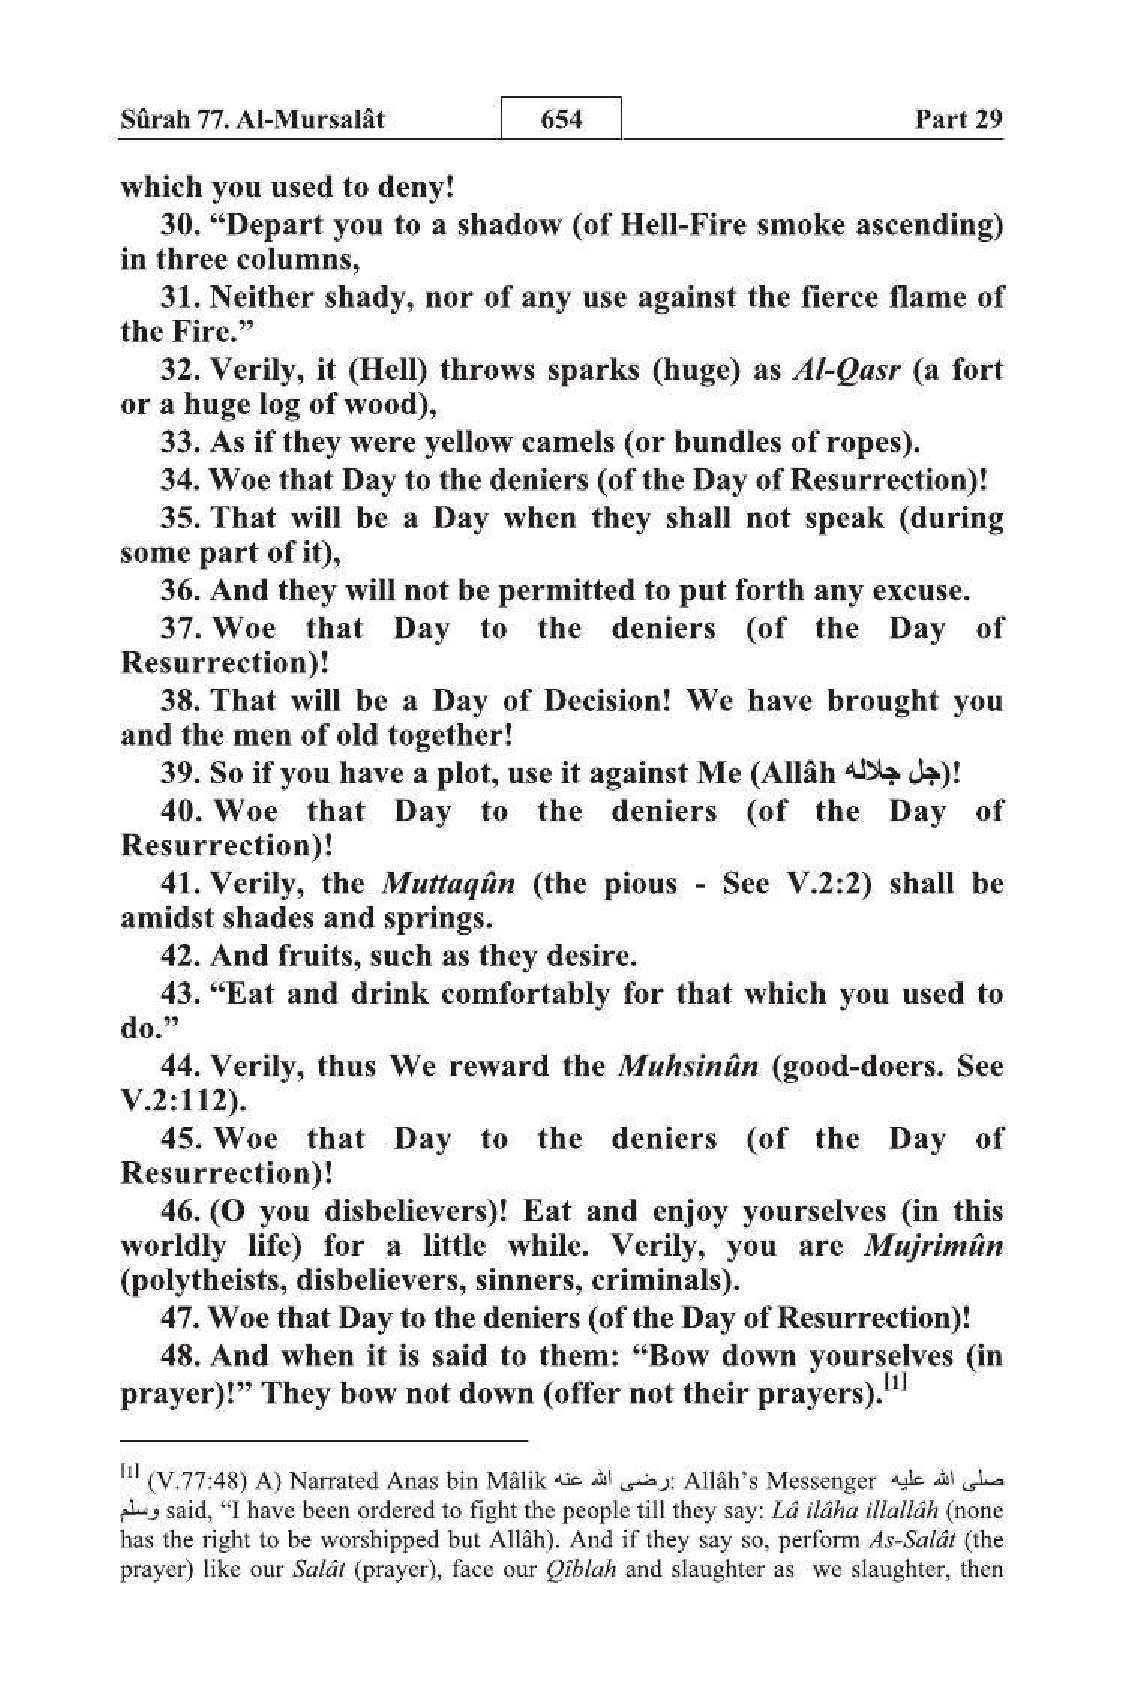 Sûrah 77. Al-Mursalât 654 Part 29
which you used to deny!
30. “Depart you to a shadow (of Hell-Fire smoke ascending)
in three columns,
31. Neither shady, nor of any use against the fierce flame of
the Fire.”
32. Verily, it (Hell) throws sparks (huge) as Al-Qasr (a fort
or a huge log of wood),
33. As if they were yellow camels (or bundles of ropes).
34. Woe that Day to the deniers (of the Day of Resurrection)!
35. That will be a Day when they shall not speak (during
some part of it),
36. And they will not be permitted to put forth any excuse.
37. Woe that Day to the deniers (of the Day of
Resurrection)!
38. That will be a Day of Decision! We have brought you
and the men of old together!
39. So if you have a plot, use it against Me (Allâh جل جلاله)!
40. Woe that Day to the deniers (of the Day of
Resurrection)!
41. Verily, the Muttaqûn (the pious - See V.2:2) shall be
amidst shades and springs.
42. And fruits, such as they desire.
43. “Eat and drink comfortably for that which you used to
do.”
44. Verily, thus We reward the Muhsinûn (good-doers. See
V.2:112).
45. Woe that Day to the deniers (of the Day of
Resurrection)!
46. (O you disbelievers)! Eat and enjoy yourselves (in this
worldly life) for a little while. Verily, you are Mujrimûn
(polytheists, disbelievers, sinners, criminals).
47. Woe that Day to the deniers (of the Day of Resurrection)!
48. And when it is said to them: “Bow down yourselves (in
prayer)!” They bow not down (offer not their prayers).[1]
[1] (V.77:48) A) Narrated Anas bin Mâlik رضى الله عنه: Allâh’s Messenger صلى الله عليه
وسلم said, “I have been ordered to fight the people till they say: Lâ ilâha illallâh (none
has the right to be worshipped but Allâh). And if they say so, perform As-Salât (the
prayer) like our Salât (prayer), face our Qiblah and slaughter as we slaughter, then